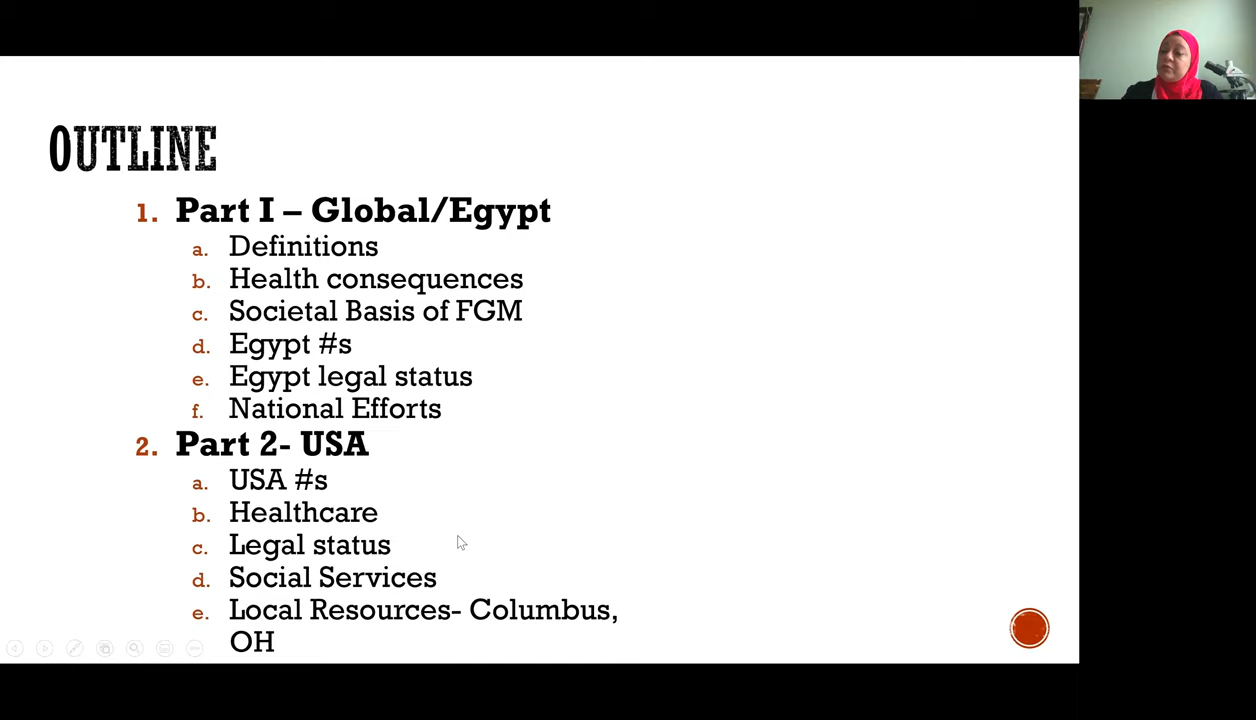 OUTLINE
1. Part I – Global/Egypt
a. Definitions
b. Health consequences
c. Societal Basis of FGM
d. Egypt #s
e. Egypt legal status
f. National Efforts
2. Part 2- USA
a. USA #s
b. Healthcare
c. Legal status
d. Social Services
e. Local Resources- Columbus,
OH